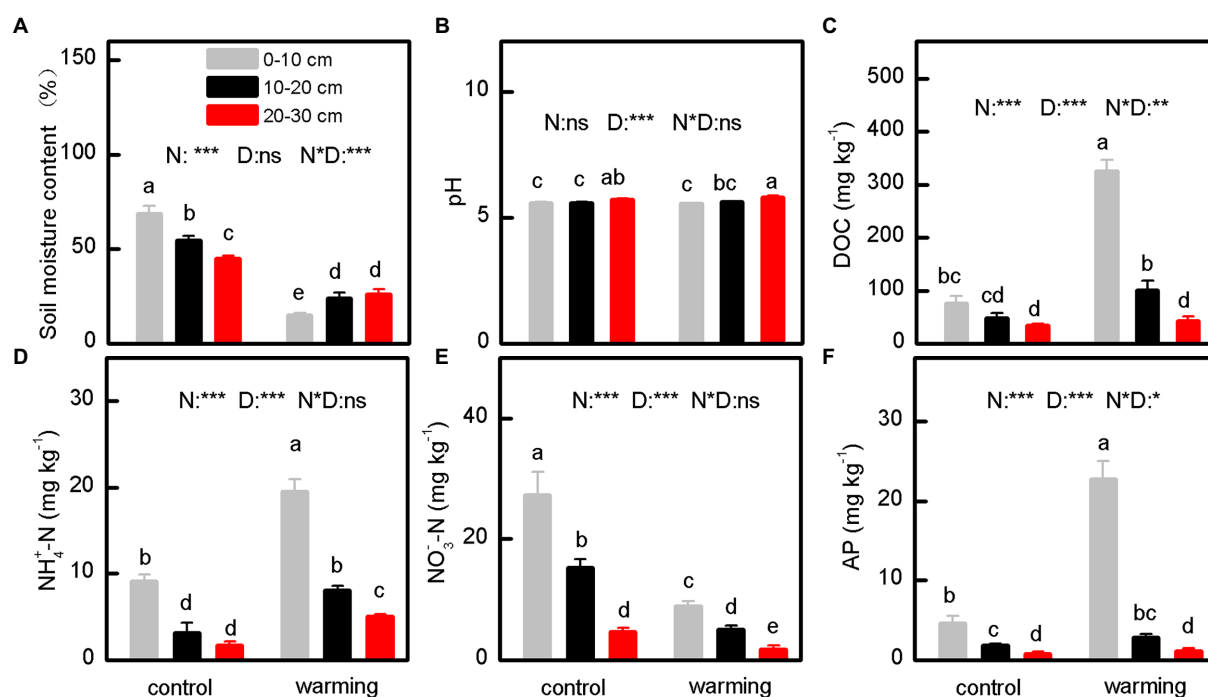 A
Soil moisture content (%)
150
100
50
0
0-10 cm
10-20 cm
20-30 cm
N: *** D:ns N*D:***
a
b
c
e
d
d
B
pH
12
6
5
0
N:ns D:*** N*D:ns
c
c
ab
c
bc
a
C
DOC (mg kg⁻¹)
500
400
300
200
100
0
N:*** D:*** N*D:**
bc
cd
d
a
b
d
D
NH₄⁺-N (mg kg⁻¹)
30
20
10
0
N:*** D:*** N*D:ns
b
d
d
a
b
c
control
warming
E
NO₃⁻-N (mg kg⁻¹)
40
20
0
N:*** D:*** N*D:ns
a
b
d
c
d
e
control
warming
F
AP (mg kg⁻¹)
30
20
10
0
N:*** D:*** N*D:*
b
c
d
a
bc
d
control
warming